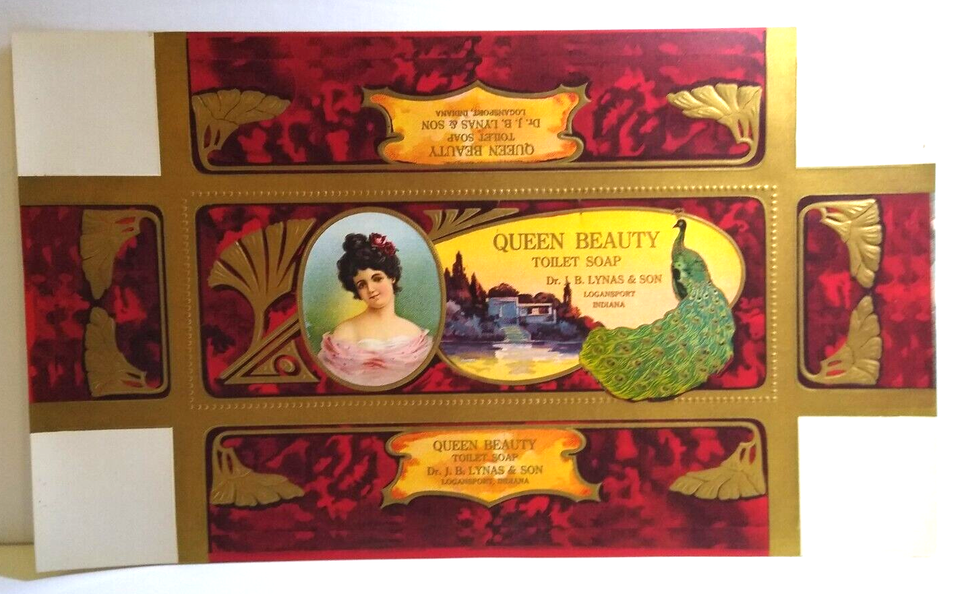 QUEEN BEAUTY
TOILET SOAP
Dr. J. B. LYNAS & SON
LOGANSPORT, INDIANA
QUEEN BEAUTY
TOILET SOAP
Dr. J. B. LYNAS & SON
LOGANSPORT
INDIANA
QUEEN BEAUTY
TOILET SOAP
Dr. J. B. LYNAS & SON
LOGANSPORT, INDIANA